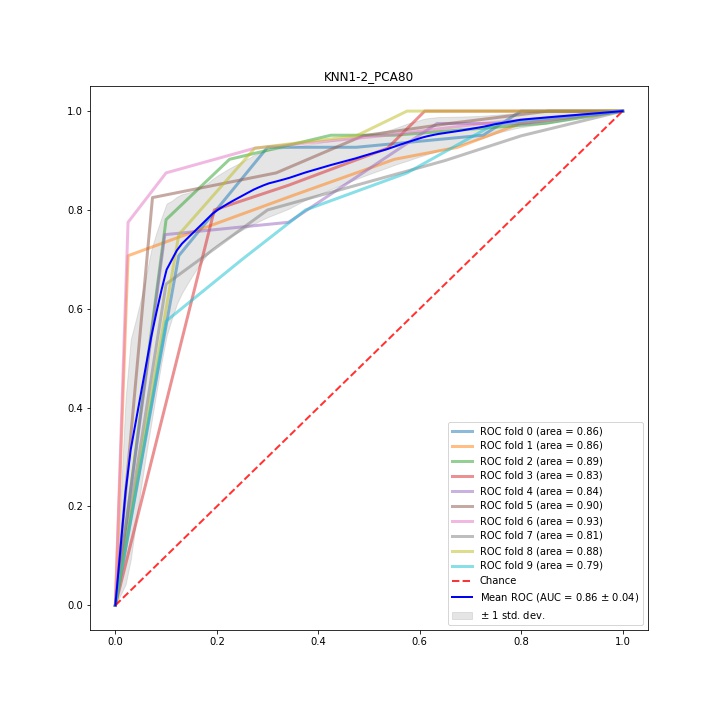 KNN1-2_PCA80
1.0
0.8
0.6
0.4
0.2
0.0
0.0 0.2 0.4 0.6 0.8 1.0
ROC fold 0 (area = 0.86)
ROC fold 1 (area = 0.86)
ROC fold 2 (area = 0.89)
ROC fold 3 (area = 0.83)
ROC fold 4 (area = 0.84)
ROC fold 5 (area = 0.90)
ROC fold 6 (area = 0.93)
ROC fold 7 (area = 0.81)
ROC fold 8 (area = 0.88)
ROC fold 9 (area = 0.79)
Chance
Mean ROC (AUC = 0.86 ± 0.04)
± 1 std. dev.